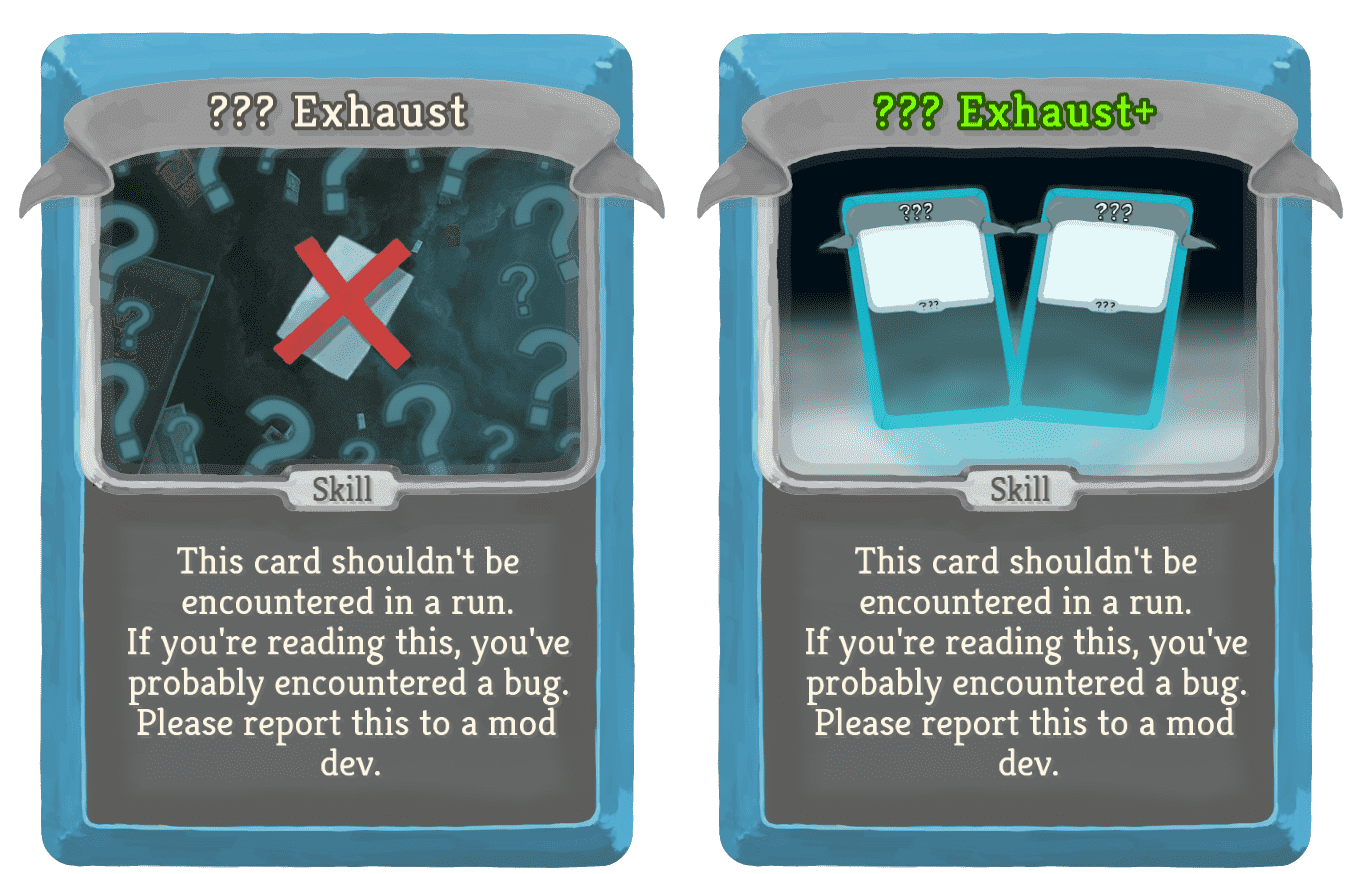 ??? Exhaust
Skill
This card shouldn't be
encountered in a run.
If you're reading this, you've
probably encountered a bug.
Please report this to a mod
dev.
??? Exhaust+
???
???
???
???
Skill
This card shouldn't be
encountered in a run.
If you're reading this, you've
probably encountered a bug.
Please report this to a mod
dev.